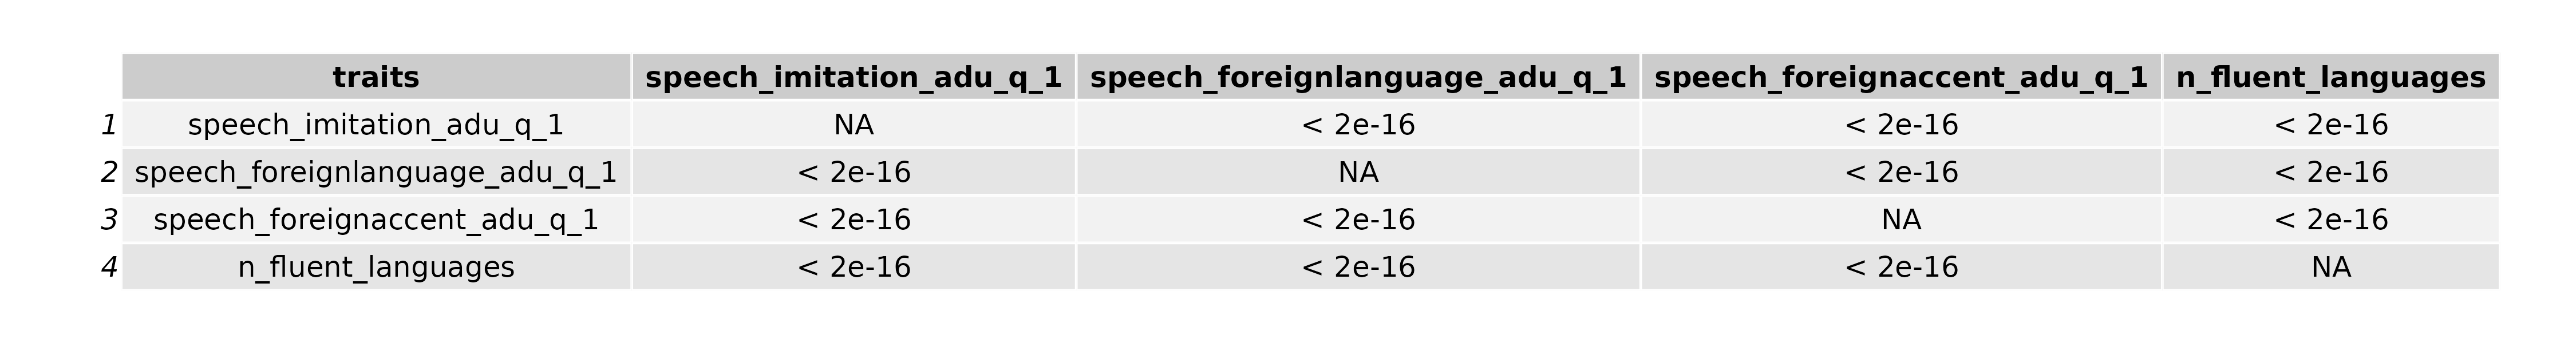 traits speech_imitation_adu_q_1 speech_foreignlanguage_adu_q_1 speech_foreignaccent_adu_q_1 n_fluent_languages
1 speech_imitation_adu_q_1 NA < 2e-16 < 2e-16 < 2e-16
2 speech_foreignlanguage_adu_q_1 < 2e-16 NA < 2e-16 < 2e-16
3 speech_foreignaccent_adu_q_1 < 2e-16 < 2e-16 NA < 2e-16
4 n_fluent_languages < 2e-16 < 2e-16 < 2e-16 NA